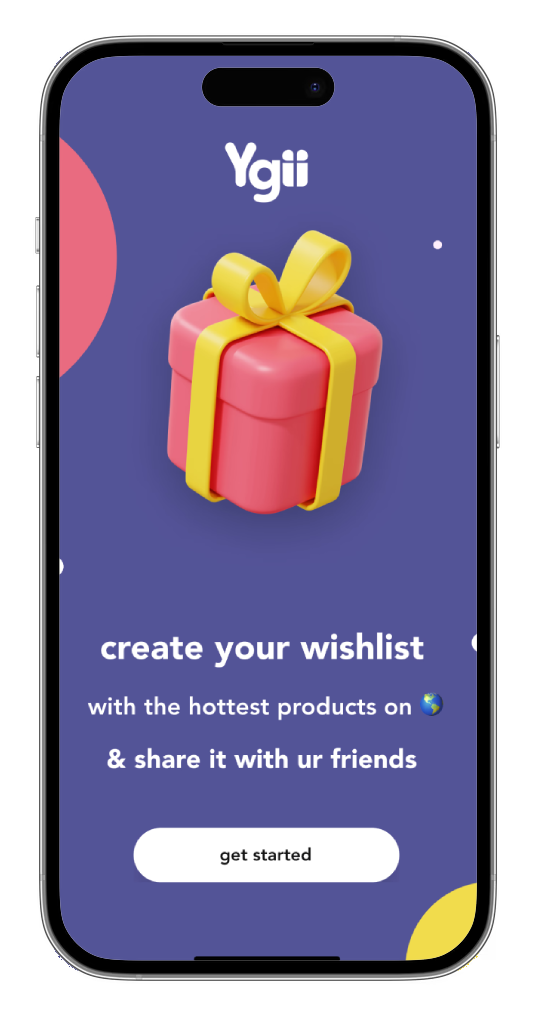 Ygii
create your wishlist
with the hottest products on 🌎
& share it with ur friends
get started